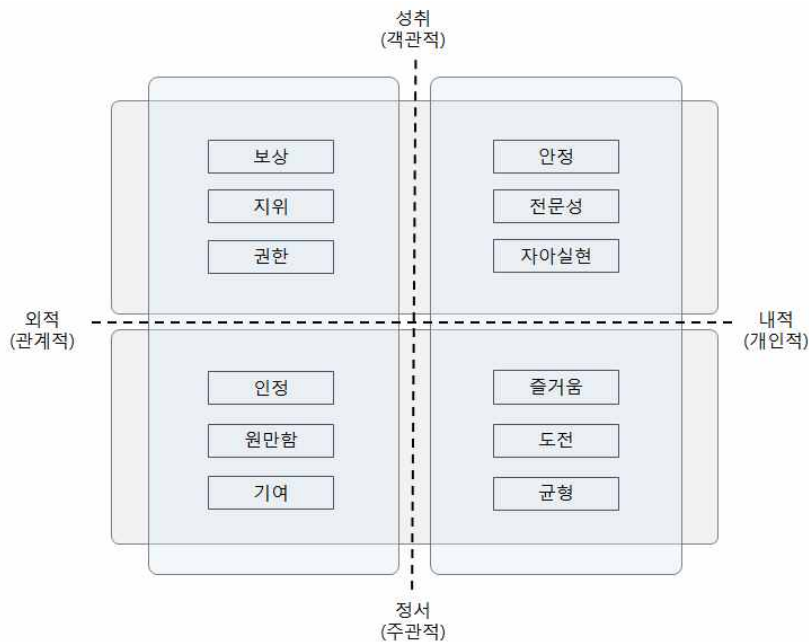 성취
(객관적)
보상
안정
지위
전문성
권한
자아실현
외적
(관계적)
내적
(개인적)
인정
즐거움
원만함
도전
기여
균형
정서
(주관적)